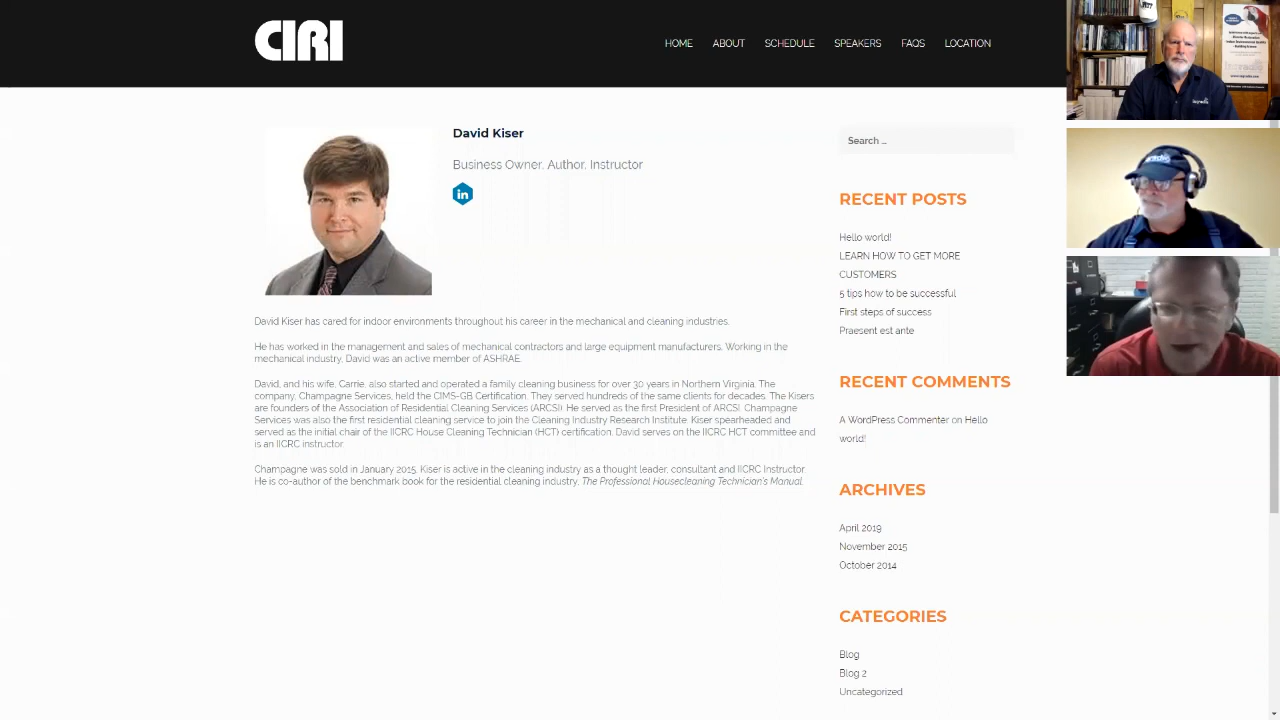 CIRI
HOME
ABOUT
SCHEDULE
SPEAKERS
FAQS
LOCATION
David Kiser
Business Owner, Author, Instructor
in
David Kiser has cared for indoor environments throughout his career in the mechanical and cleaning industries.
He has worked in the management and sales of mechanical contractors and large equipment manufacturers. Working in the
mechanical industry, David was an active member of ASHRAE.
David, and his wife, Carrie, also started and operated a family cleaning business for over 30 years in Northern Virginia. The
company, Champagne Services, held the CIMS-GB Certification. They served hundreds of the same clients for decades. The Kisers
are founders of the Association of Residential Cleaning Services (ARCSI). He served as the first President of ARCSI. Champagne
Services was also the first residential cleaning service to join the Cleaning Industry Research Institute. Kiser spearheaded and
served as the initial chair of the IICRC House Cleaning Technician (HCT) certification. David serves on the IICRC HCT committee and
is an IICRC instructor.
Champagne was sold in January 2015. Kiser is active in the cleaning industry as a thought leader, consultant and IICRC Instructor.
He is co-author of the benchmark book for the residential cleaning industry, The Professional Housecleaning Technician's Manual.
Search …
RECENT POSTS
Hello world!
LEARN HOW TO GET MORE
CUSTOMERS
5 tips how to be successful
First steps of success
Praesent est ante
RECENT COMMENTS
A WordPress Commenter on Hello
world!
ARCHIVES
April 2019
November 2015
October 2014
CATEGORIES
Blog
Blog 2
Uncategorized